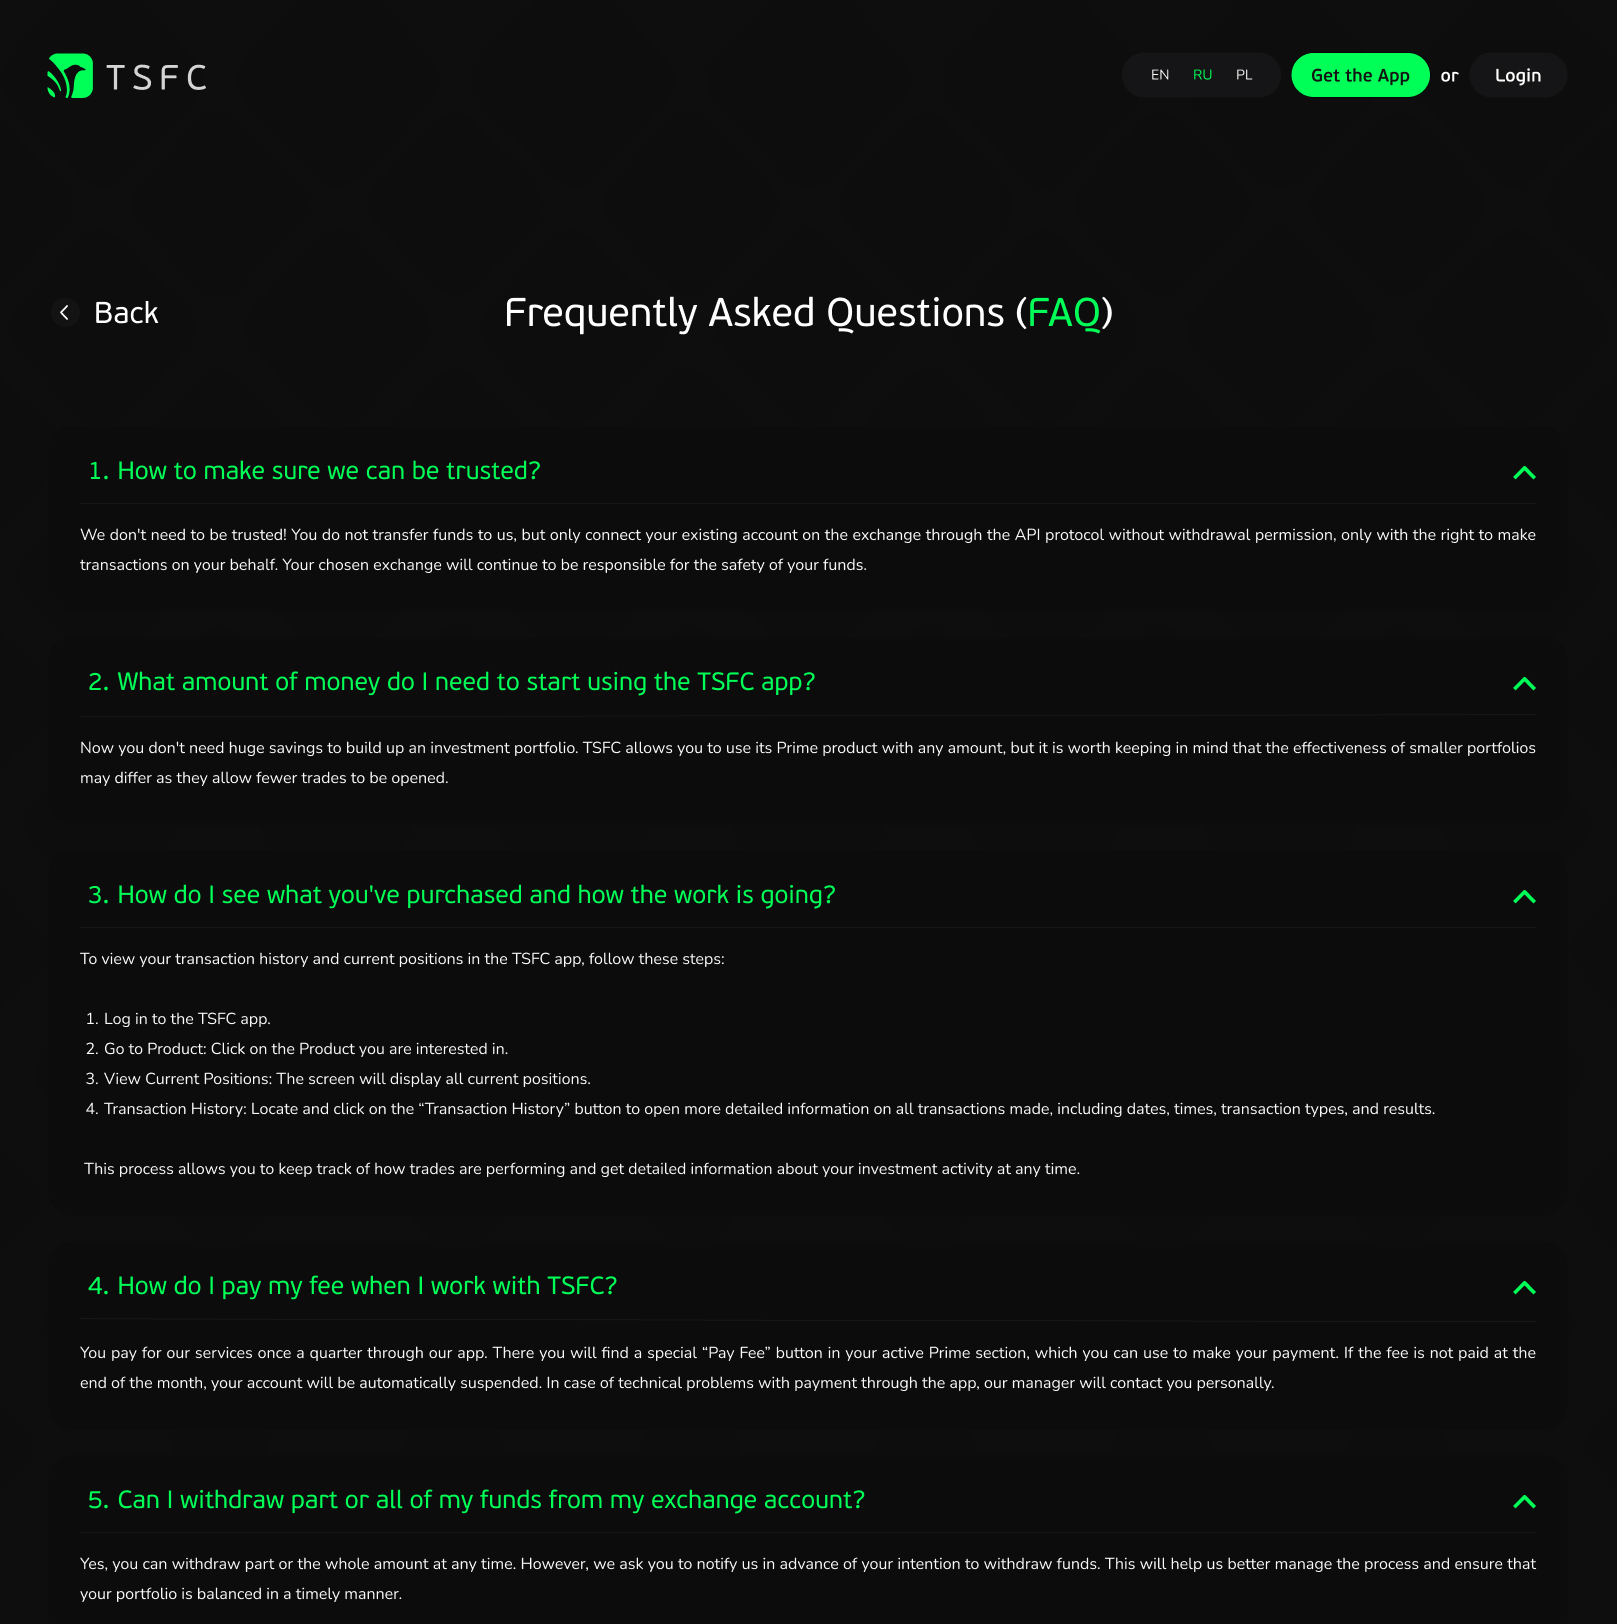 TSFC
EN RU PL Get the App or Login
Back
Frequently Asked Questions (FAQ)
1. How to make sure we can be trusted?
We don't need to be trusted! You do not transfer funds to us, but only connect your existing account on the exchange through the API protocol without withdrawal permission, only with the right to make
transactions on your behalf. Your chosen exchange will continue to be responsible for the safety of your funds.
2. What amount of money do I need to start using the TSFC app?
Now you don't need huge savings to build up an investment portfolio. TSFC allows you to use its Prime product with any amount, but it is worth keeping in mind that the effectiveness of smaller portfolios
may differ as they allow fewer trades to be opened.
3. How do I see what you've purchased and how the work is going?
To view your transaction history and current positions in the TSFC app, follow these steps:
1. Log in to the TSFC app.
2. Go to Product: Click on the Product you are interested in.
3. View Current Positions: The screen will display all current positions.
4. Transaction History: Locate and click on the “Transaction History” button to open more detailed information on all transactions made, including dates, times, transaction types, and results.
This process allows you to keep track of how trades are performing and get detailed information about your investment activity at any time.
4. How do I pay my fee when I work with TSFC?
You pay for our services once a quarter through our app. There you will find a special “Pay Fee” button in your active Prime section, which you can use to make your payment. If the fee is not paid at the
end of the month, your account will be automatically suspended. In case of technical problems with payment through the app, our manager will contact you personally.
5. Can I withdraw part or all of my funds from my exchange account?
Yes, you can withdraw part or the whole amount at any time. However, we ask you to notify us in advance of your intention to withdraw funds. This will help us better manage the process and ensure that
your portfolio is balanced in a timely manner.